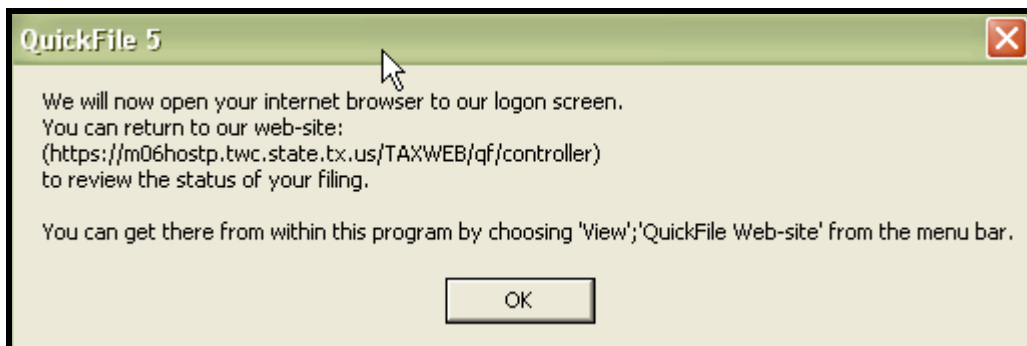 QuickFile 5
We will now open your internet browser to our logon screen.
You can return to our web-site:
(https://m06hostp.twc.state.tx.us/TAXWEB/qf/controller)
to review the status of your filing.
You can get there from within this program by choosing 'View';'QuickFile Web-site' from the menu bar.
OK